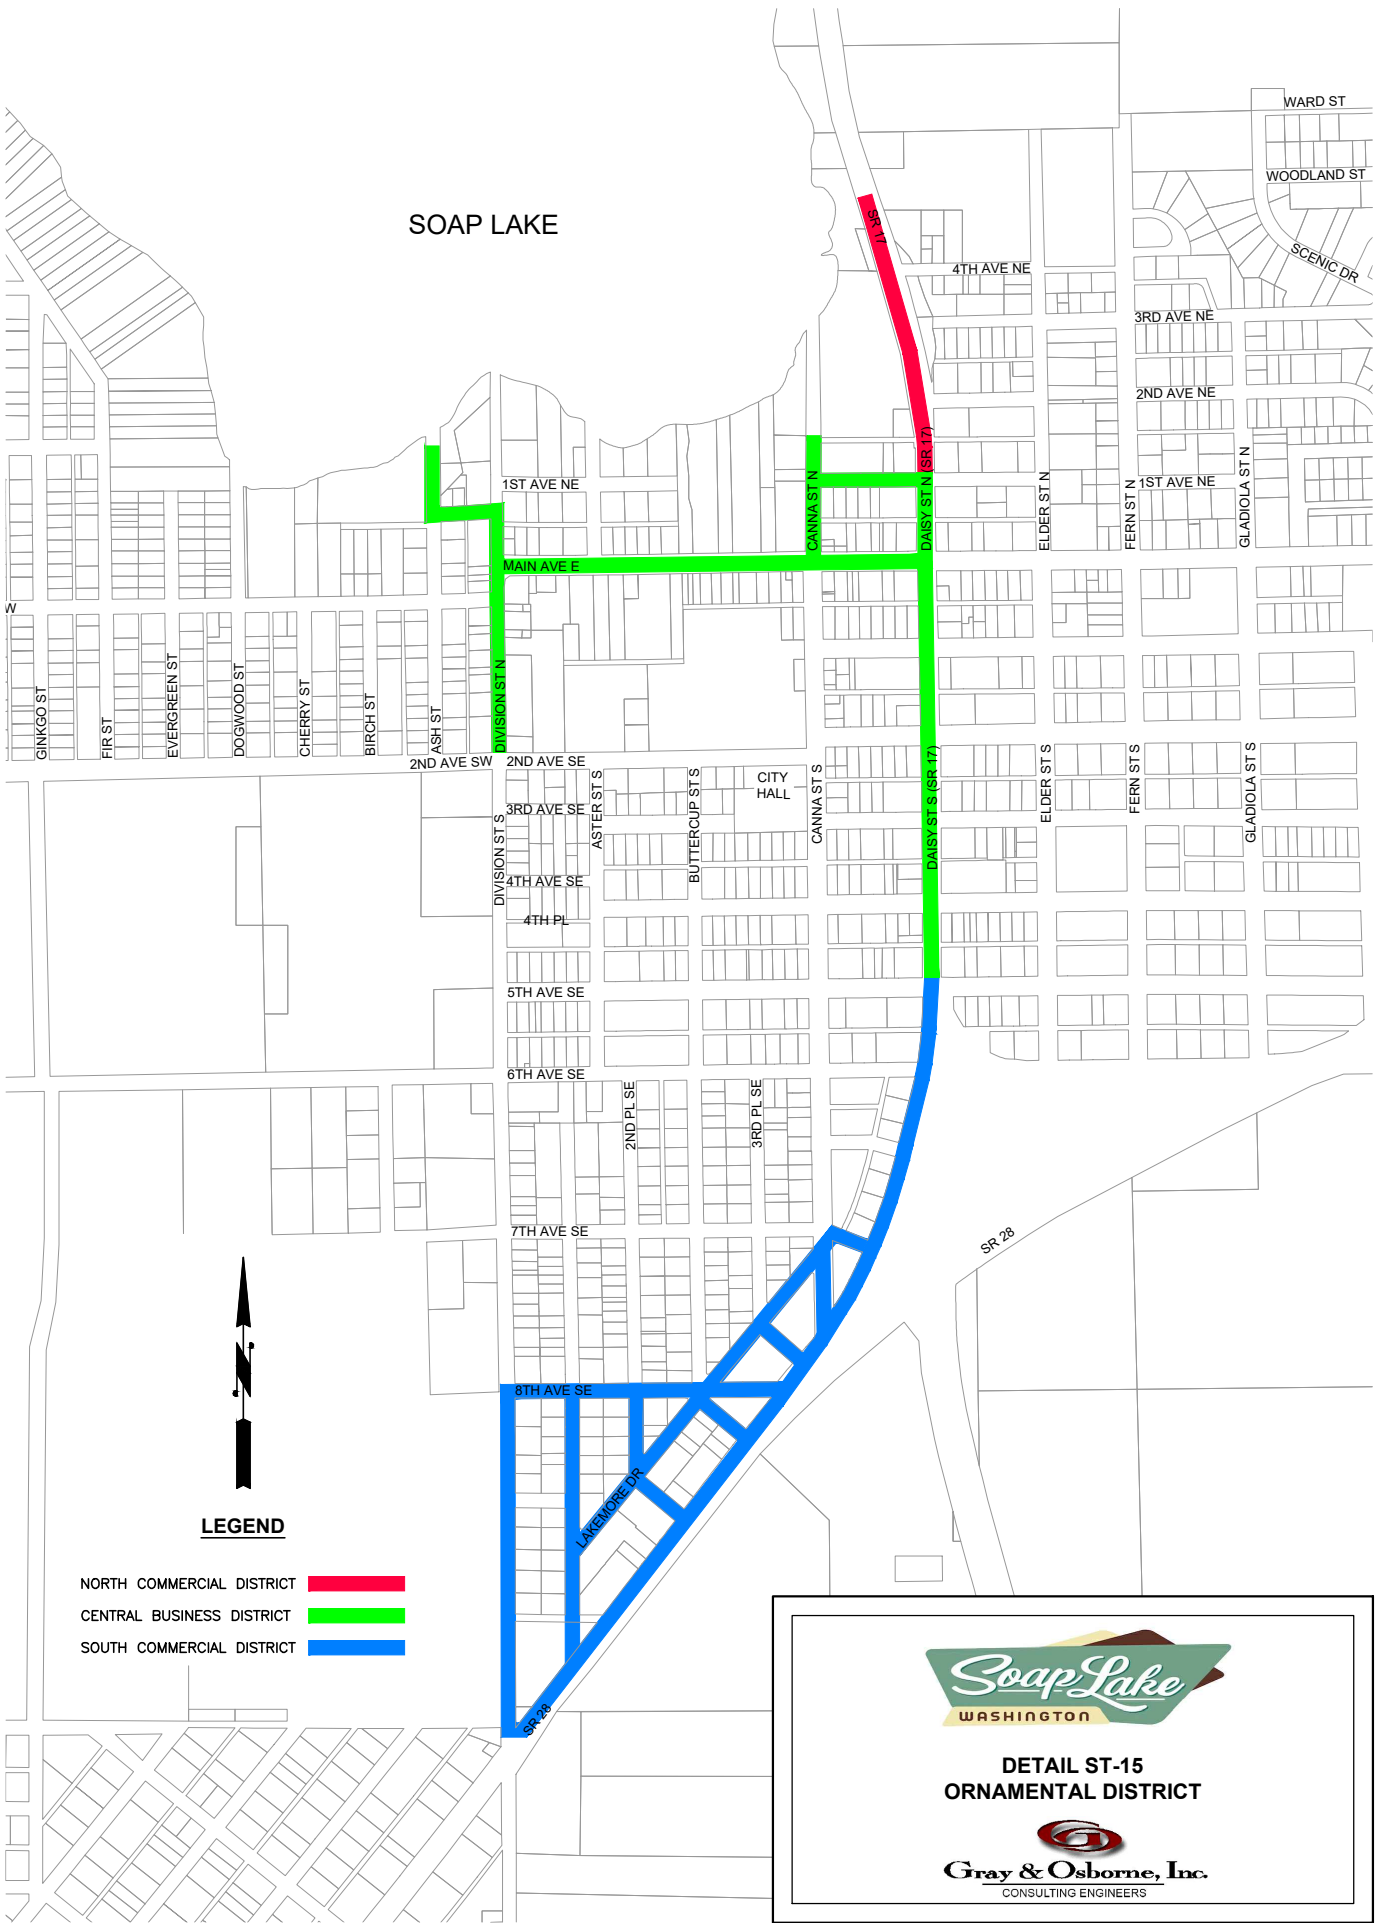 WARD ST
WOODLAND ST
SOAP LAKE
SR 17
SCENIC DR
4TH AVE NE
3RD AVE NE
2ND AVE NE
1ST AVE NE
1ST AVE NE
CANNA ST N
DAISY ST N (SR 17)
ELDER ST N
FERN ST N
GLADIOLA ST N
MAIN AVE E
W
GINKGO ST
FIR ST
EVERGREEN ST
DOGWOOD ST
CHERRY ST
BIRCH ST
ASH ST
DIVISION ST N
2ND AVE SW
2ND AVE SE
3RD AVE SE
ASTER ST S
BUTTERCUP ST S
CITY
HALL
CANNA ST S
DAISY ST S (SR 17)
ELDER ST S
FERN ST S
GLADIOLA ST S
DIVISION ST S
4TH AVE SE
4TH PL
5TH AVE SE
6TH AVE SE
2ND PL SE
3RD PL SE
7TH AVE SE
SR 28
8TH AVE SE
LAKEMORE DR
SR 28
N
LEGEND
NORTH COMMERCIAL DISTRICT
CENTRAL BUSINESS DISTRICT
SOUTH COMMERCIAL DISTRICT
Soap Lake
WASHINGTON
DETAIL ST-15
ORNAMENTAL DISTRICT
Gray & Osborne, Inc.
CONSULTING ENGINEERS